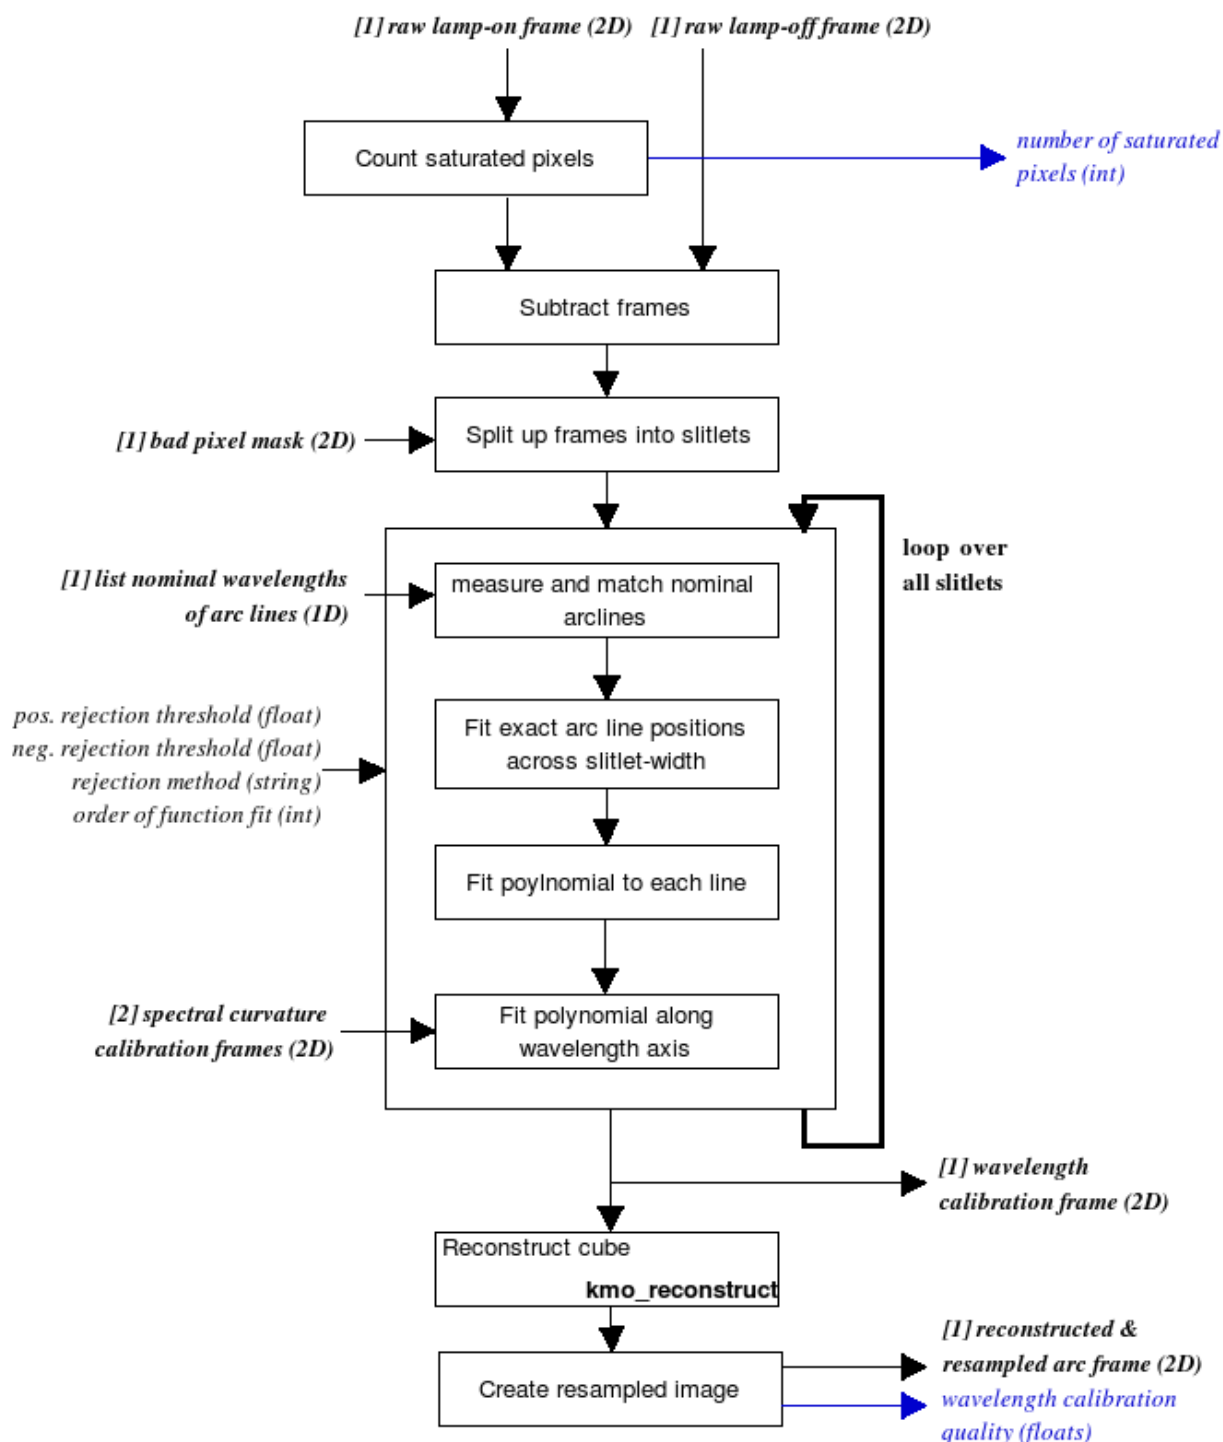 [1] raw lamp-on frame (2D) [1] raw lamp-off frame (2D)
Count saturated pixels
number of saturated
pixels (int)
Subtract frames
[1] bad pixel mask (2D)
Split up frames into slitlets
loop over
all slitlets
[1] list nominal wavelengths
of arc lines (1D)
measure and match nominal
arclines
pos. rejection threshold (float)
neg. rejection threshold (float)
rejection method (string)
order of function fit (int)
Fit exact arc line positions
across slitlet-width
Fit poylnomial to each line
[2] spectral curvature
calibration frames (2D)
Fit polynomial along
wavelength axis
[1] wavelength
calibration frame (2D)
Reconstruct cube
kmo_reconstruct
Create resampled image
[1] reconstructed &
resampled arc frame (2D)
wavelength calibration
quality (floats)